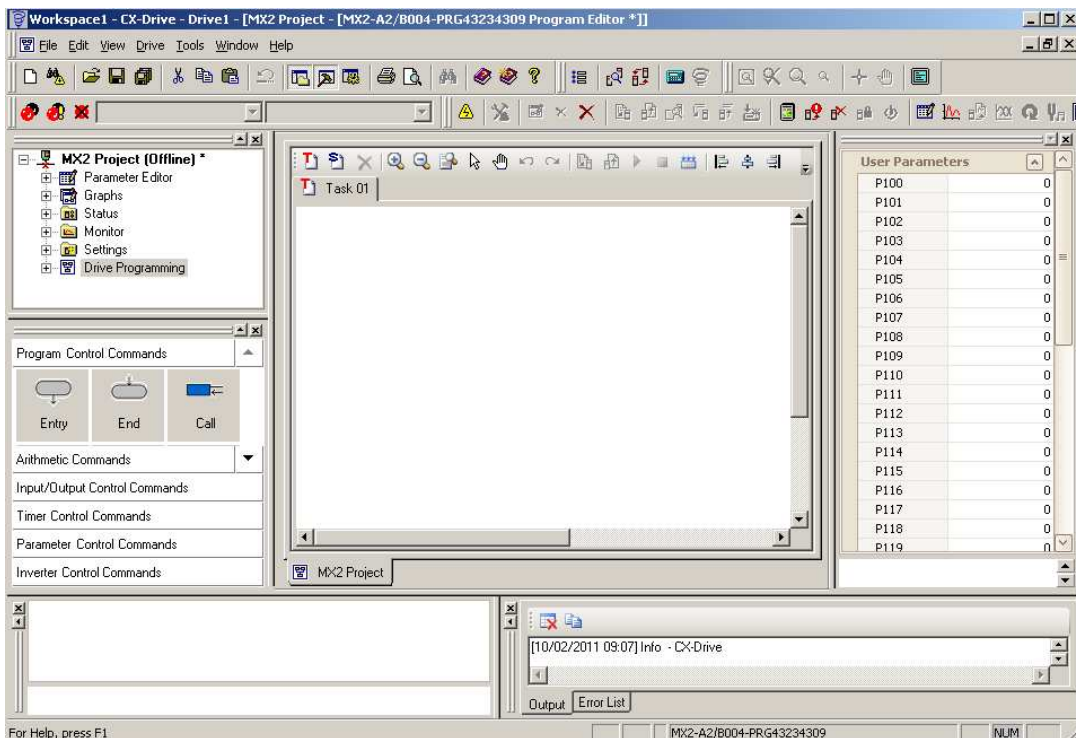 Workspace1 - CX-Drive - Drive1 - [MX2 Project - [MX2-A2/B004-PRG43234309 Program Editor *]]
File Edit View Drive Tools Window Help
MX2 Project (Offline) *
Parameter Editor
Graphs
Status
Monitor
Settings
Drive Programming
Program Control Commands
Entry End Call
Arithmetic Commands
Input/Output Control Commands
Timer Control Commands
Parameter Control Commands
Inverter Control Commands
Task 01
MX2 Project
User Parameters
P100 0
P101 0
P102 0
P103 0
P104 0
P105 0
P106 0
P107 0
P108 0
P109 0
P110 0
P111 0
P112 0
P113 0
P114 0
P115 0
P116 0
P117 0
P118 0
P119 0
[10/02/2011 09:07] Info - CX-Drive
Output Error List
For Help, press F1
MX2-A2/B004-PRG43234309
NUM